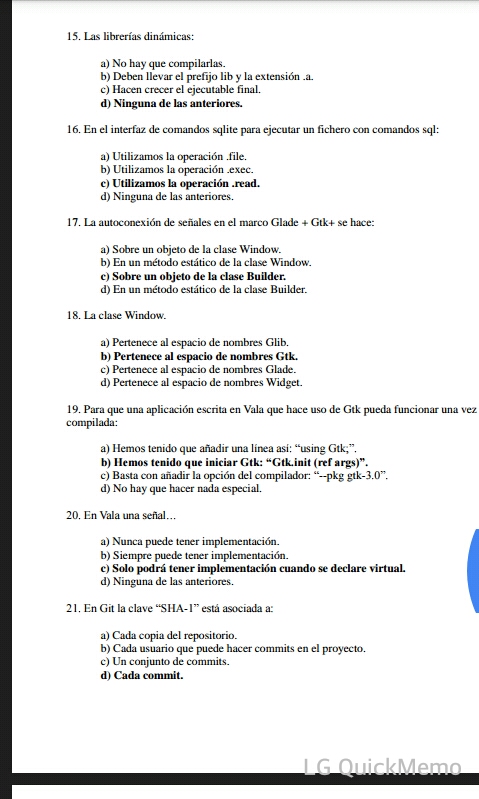 15. Las librerías dinámicas:
a) No hay que compilarlas.
b) Deben llevar el prefijo lib y la extensión .a.
c) Hacen crecer el ejecutable final.
d) Ninguna de las anteriores.
16. En el interfaz de comandos sqlite para ejecutar un fichero con comandos sql:
a) Utilizamos la operación .file.
b) Utilizamos la operación .exec.
c) Utilizamos la operación .read.
d) Ninguna de las anteriores.
17. La autoconexión de señales en el marco Glade + Gtk+ se hace:
a) Sobre un objeto de la clase Window.
b) En un método estático de la clase Window.
c) Sobre un objeto de la clase Builder.
d) En un método estático de la clase Builder.
18. La clase Window.
a) Pertenece al espacio de nombres Glib.
b) Pertenece al espacio de nombres Gtk.
c) Pertenece al espacio de nombres Glade.
d) Pertenece al espacio de nombres Widget.
19. Para que una aplicación escrita en Vala que hace uso de Gtk pueda funcionar una vez
compilada:
a) Hemos tenido que añadir una línea así: “using Gtk;”.
b) Hemos tenido que iniciar Gtk: “Gtk.init (ref args)”.
c) Basta con añadir la opción del compilador: “--pkg gtk-3.0”.
d) No hay que hacer nada especial.
20. En Vala una señal…
a) Nunca puede tener implementación.
b) Siempre puede tener implementación.
c) Solo podrá tener implementación cuando se declare virtual.
d) Ninguna de las anteriores.
21. En Git la clave “SHA-1” está asociada a:
a) Cada copia del repositorio.
b) Cada usuario que puede hacer commits en el proyecto.
c) Un conjunto de commits.
d) Cada commit.
LG QuickMemo